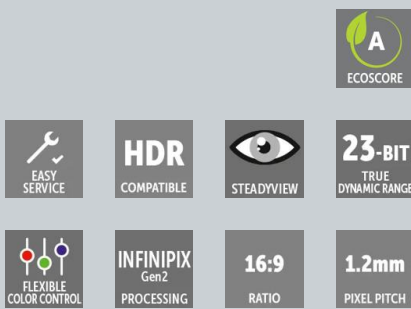 A
ECOSCORE
EASY
SERVICE
HDR
COMPATIBLE
STEADYVIEW
23-BIT
TRUE
DYNAMIC RANGE
FLEXIBLE
COLOR CONTROL
INFINIPIX
Gen2
PROCESSING
16:9
RATIO
1.2mm
PIXEL PITCH